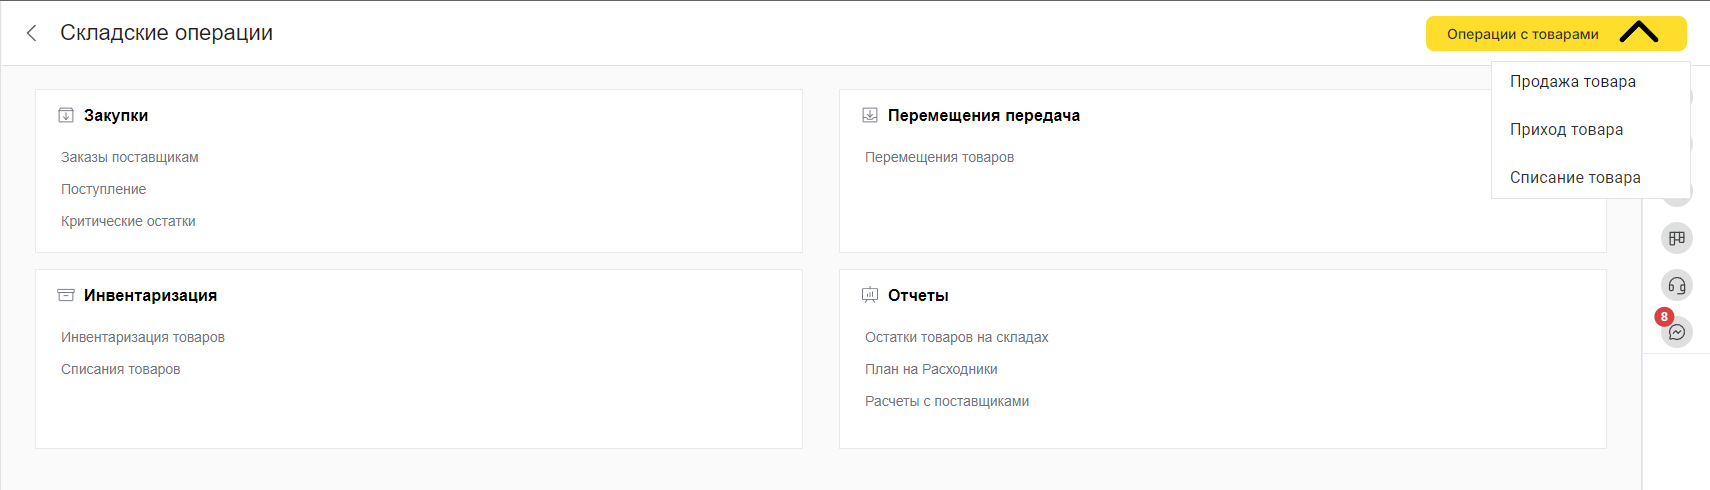 Складские операции
Операции с товарами
Продажа товара
Приход товара
Списание товара
Закупки
Заказы поставщикам
Поступление
Критические остатки
Перемещения передача
Перемещения товаров
Инвентаризация
Инвентаризация товаров
Списания товаров
Отчеты
Остатки товаров на складах
План на Расходники
Расчеты с поставщиками
8